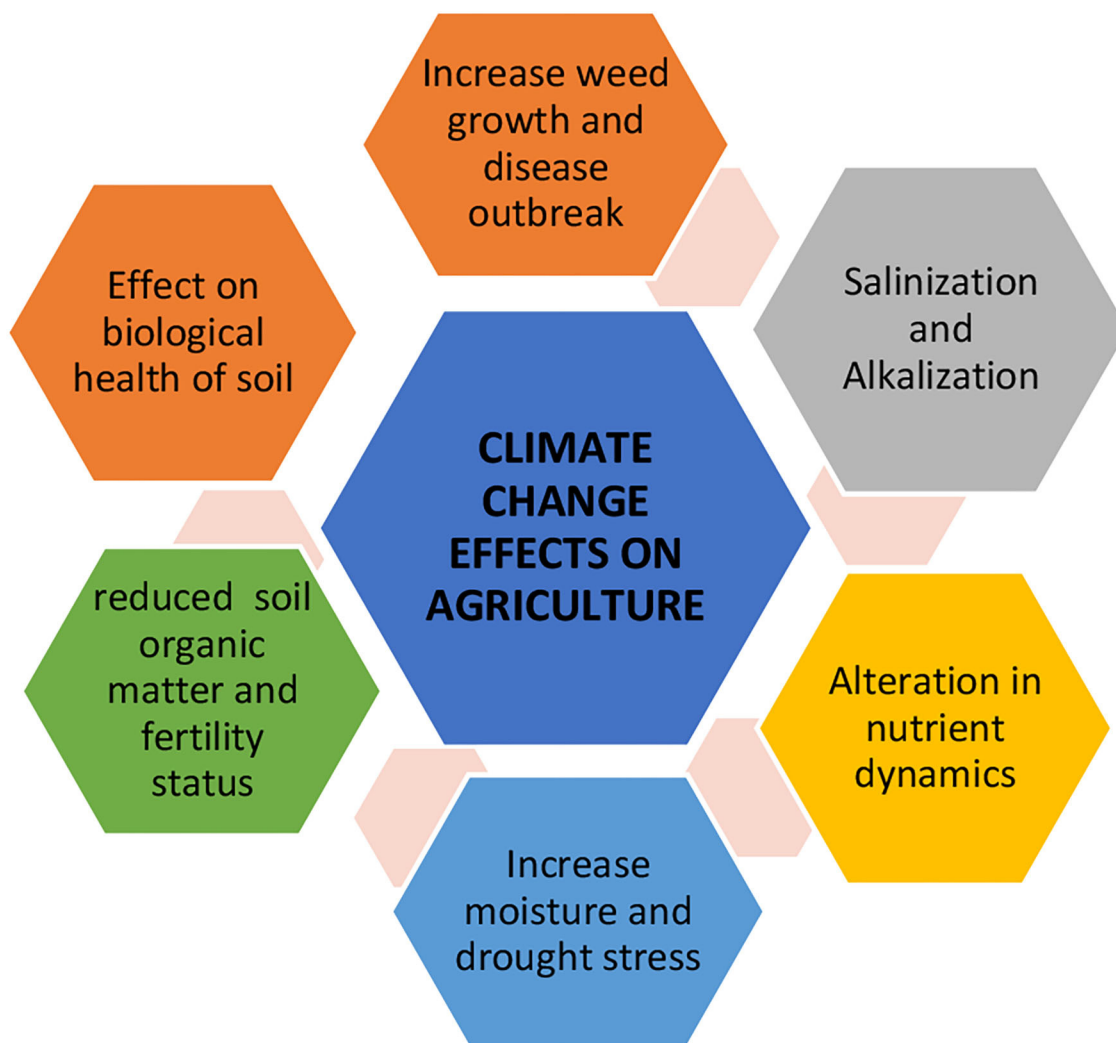 Increase weed
growth and
disease
outbreak
Salinization
and
Alkalization
Alteration in
nutrient
dynamics
Increase
moisture and
drought stress
reduced  soil
organic
matter and
fertility
status
Effect on
biological
health of soil
CLIMATE
CHANGE
EFFECTS ON
AGRICULTURE